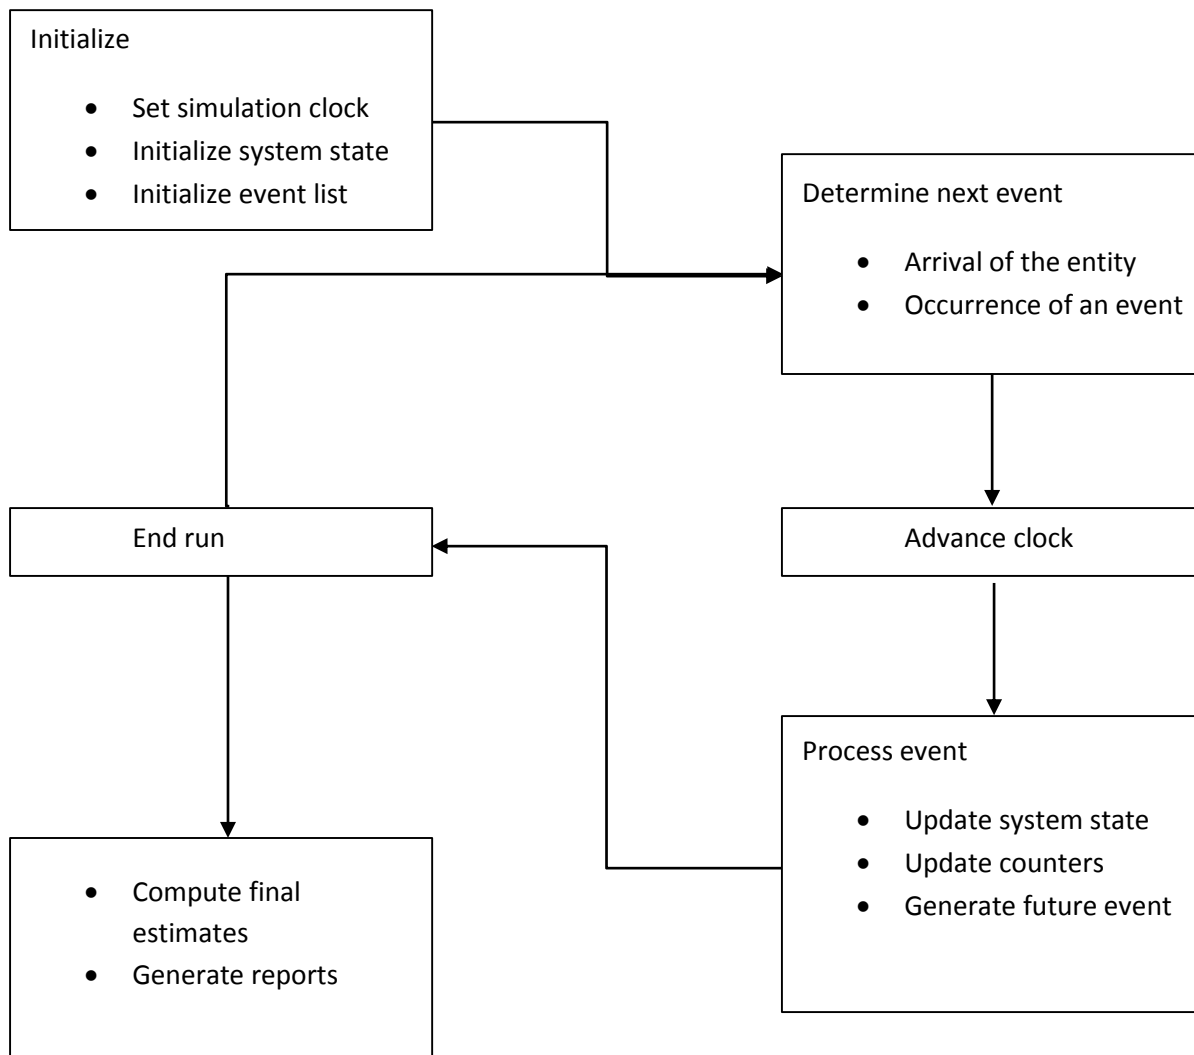 Initialize
• Set simulation clock
• Initialize system state
• Initialize event list
Determine next event
• Arrival of the entity
• Occurrence of an event
End run
Advance clock
Process event
• Update system state
• Update counters
• Generate future event
• Compute final
estimates
• Generate reports